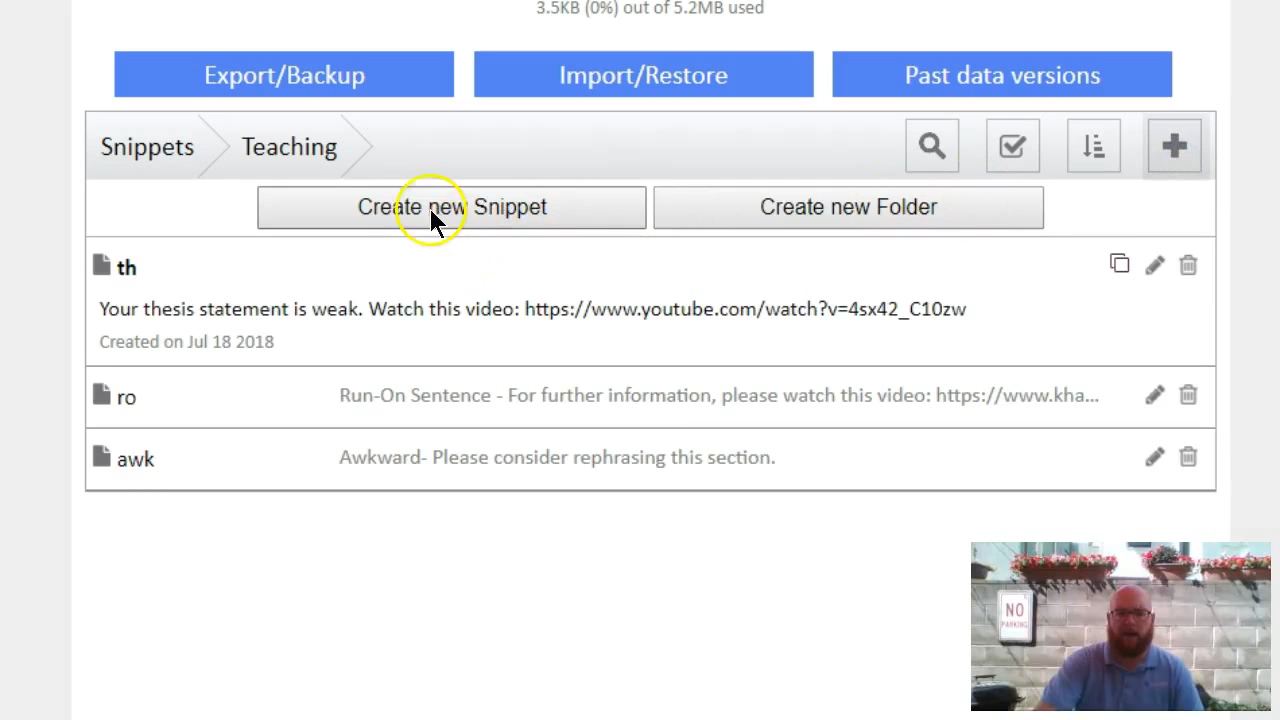 3.5KB (0%) out of 5.2MB used
Export/Backup Import/Restore Past data versions
Snippets Teaching
Create new Snippet Create new Folder
th
Your thesis statement is weak. Watch this video: https://www.youtube.com/watch?v=4sx42_C10zw
Created on Jul 18 2018
ro Run-On Sentence - For further information, please watch this video: https://www.kha...
awk Awkward- Please consider rephrasing this section.
NO
PARKING